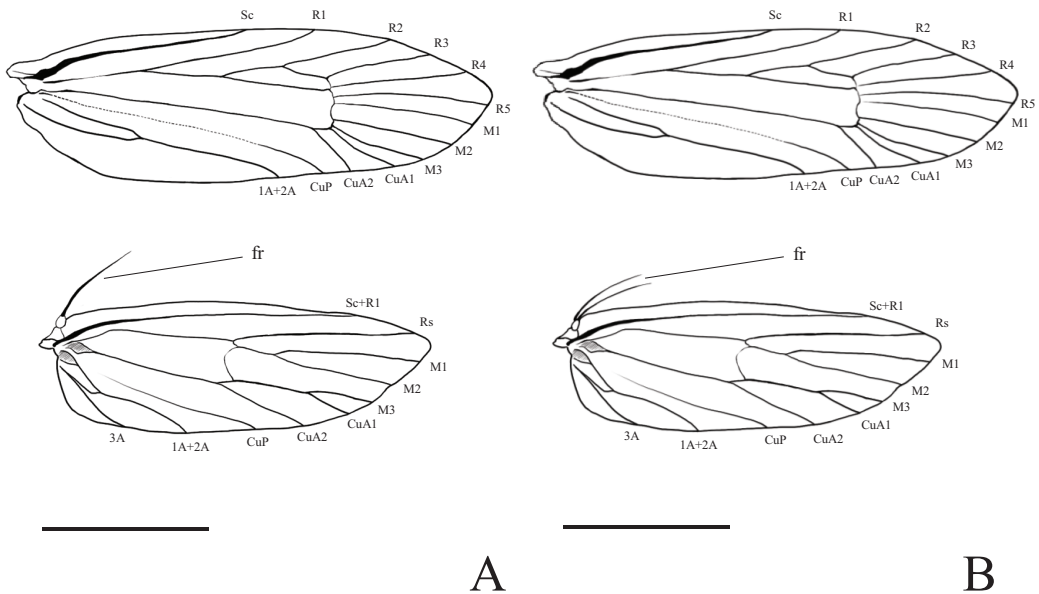 Sc
R1
R2
R3
R4
R5
M1
M2
M3
CuA1
CuA2
CuP
1A+2A
fr
Sc+R1
Rs
M1
M2
M3
CuA1
CuA2
CuP
1A+2A
3A
A
Sc
R1
R2
R3
R4
R5
M1
M2
M3
CuA1
CuA2
CuP
1A+2A
fr
Sc+R1
Rs
M1
M2
M3
CuA1
CuA2
CuP
1A+2A
3A
B